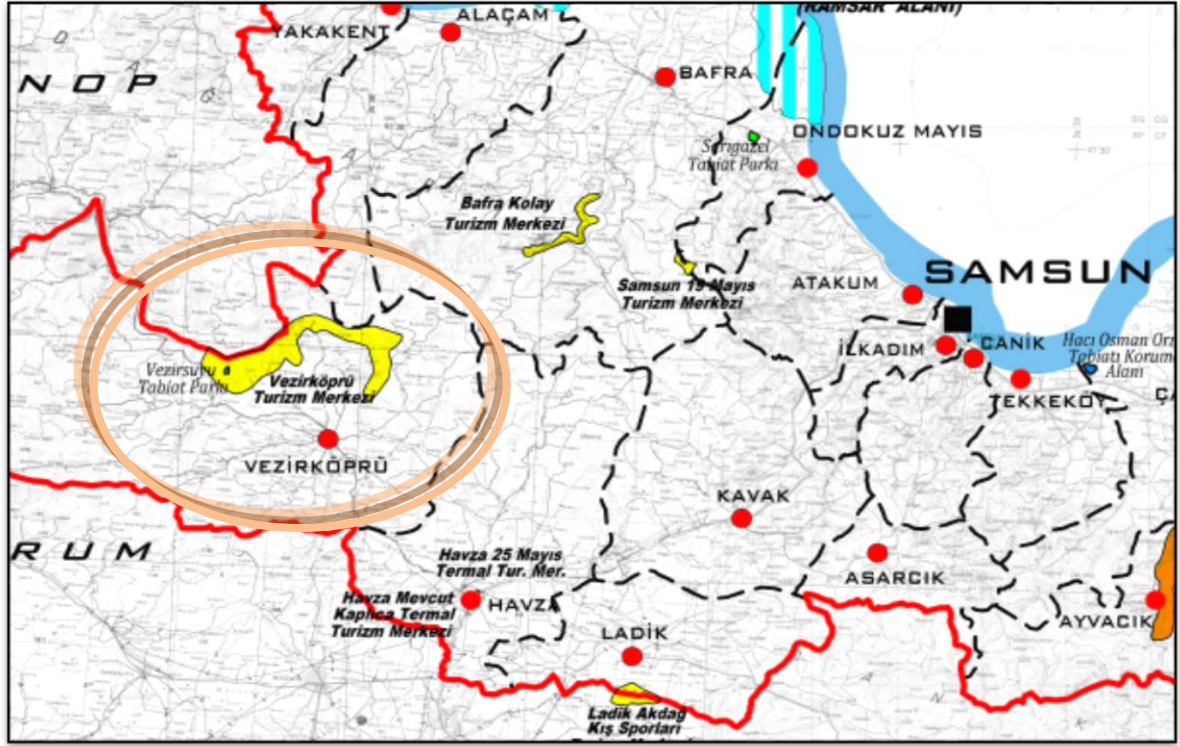 (RAMSAR ALANI)
ALAÇAM
YAKAKENT
NOP
BAFRA
ONDOKUZ MAYIS
Sarıgazel
Tabiat Parkı
Bafra Kolay
Turizm Merkezi
Samsun 19 Mayıs
Turizm Merkezi
ATAKUM
SAMSUN
İLKADIM
CANİK
Hacı Osman Orm
Tabiatı Koruma
Alanı
TEKKEKÖY
Vezirsuyu
Tabiat Parkı
Vezirköprü
Turizm Merkezi
VEZİRKÖPRÜ
KAVAK
RUM
Havza 25 Mayıs
Termal Tur. Mer.
ASARCIK
Havza Mevcut
Kaplıca Termal
Turizm Merkezi
HAVZA
AYVACIK
LADİK
Ladik Akdağ
Kış Sporları